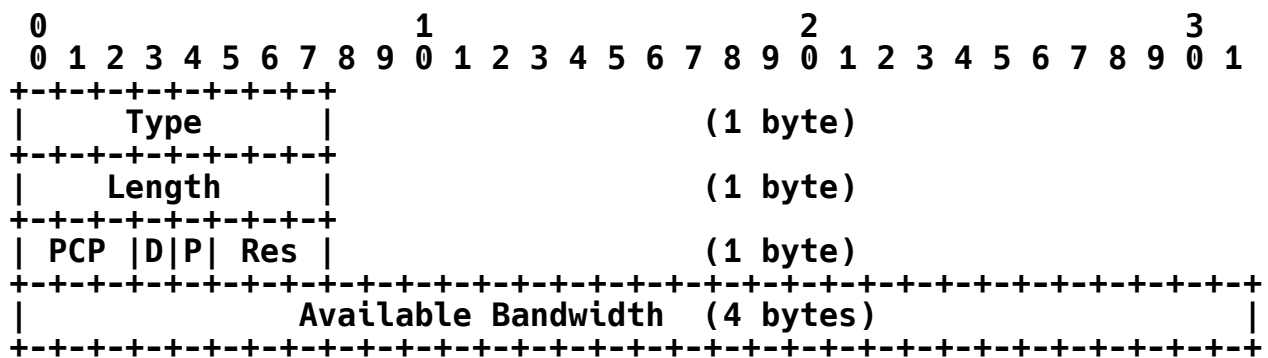 0                   1                   2                   3
 0 1 2 3 4 5 6 7 8 9 0 1 2 3 4 5 6 7 8 9 0 1 2 3 4 5 6 7 8 9 0 1
+-+-+-+-+-+-+-+-+
|     Type      |                   (1 byte)
+-+-+-+-+-+-+-+-+
|    Length     |                   (1 byte)
+-+-+-+-+-+-+-+-+
| PCP |D|P| Res |                   (1 byte)
+-+-+-+-+-+-+-+-+-+-+-+-+-+-+-+-+-+-+-+-+-+-+-+-+-+-+-+-+-+-+-+-+
|              Available Bandwidth  (4 bytes)                   |
+-+-+-+-+-+-+-+-+-+-+-+-+-+-+-+-+-+-+-+-+-+-+-+-+-+-+-+-+-+-+-+-+